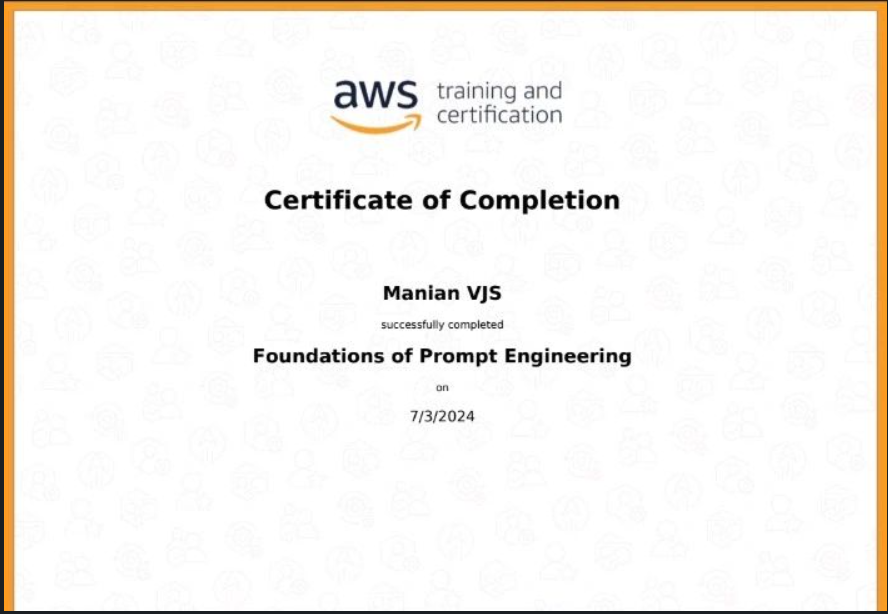 aws training and
certification
Certificate of Completion
Manian VJS
successfully completed
Foundations of Prompt Engineering
on
7/3/2024